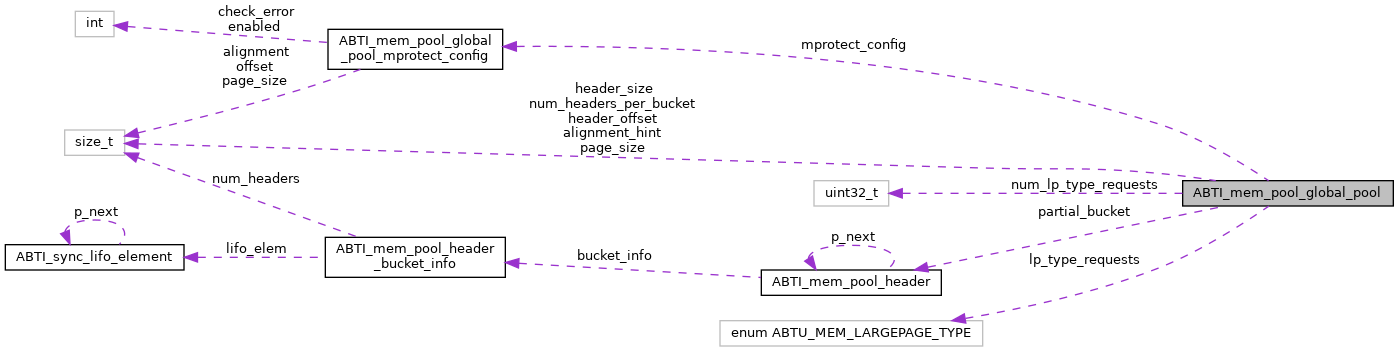 int
check_error
enabled
ABTI_mem_pool_global
_pool_mprotect_config
mprotect_config
alignment
offset
page_size
header_size
num_headers_per_bucket
header_offset
alignment_hint
page_size
size_t
num_headers
uint32_t
num_lp_type_requests
ABTI_mem_pool_global_pool
partial_bucket
p_next
ABTI_sync_lifo_element
lifo_elem
ABTI_mem_pool_header
_bucket_info
bucket_info
p_next
ABTI_mem_pool_header
lp_type_requests
enum ABTU_MEM_LARGEPAGE_TYPE